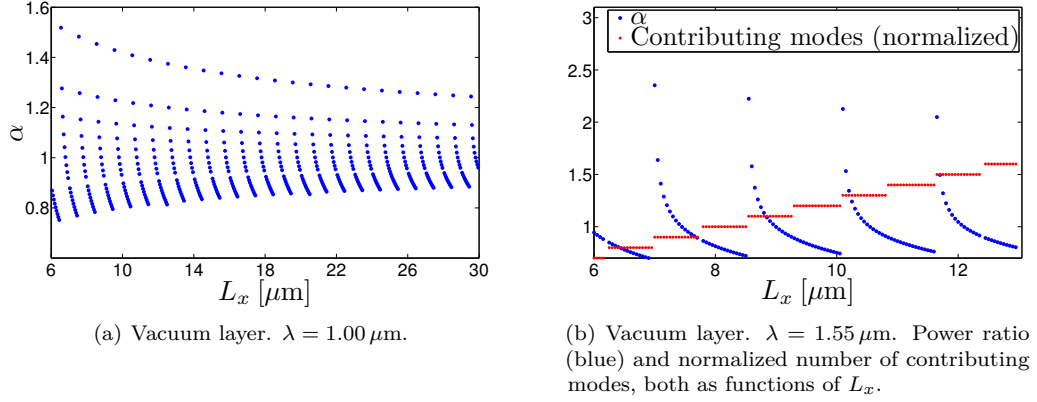 1.6
1.4
1.2
1
0.8
α
6 10 14 18 22 26 30
L_x [μm]
(a) Vacuum layer. λ = 1.00 μm.
α
Contributing modes (normalized)
3
2.5
2
1.5
1
6 8 10 12
L_x [μm]
(b) Vacuum layer. λ = 1.55 μm. Power ratio
(blue) and normalized number of contributing
modes, both as functions of L_x.